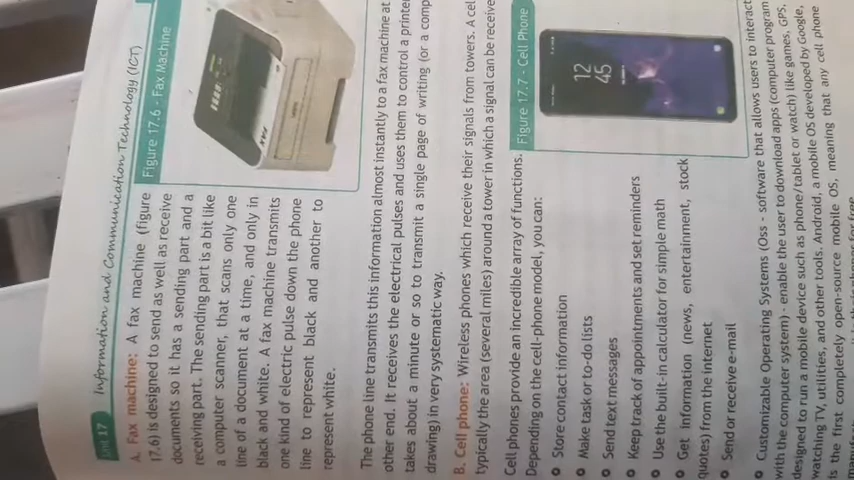 Unit 17
Information and Communication Technology (ICT)
A. Fax machine: A fax machine (figure
17.6) is designed to send as well as receive
documents so it has a sending part and a
receiving part. The sending part is a bit like
a computer scanner, that scans only one
line of a document at a time, and only in
black and white. A fax machine transmits
one kind of electric pulse down the phone
line to represent black and another to
represent white.
Figure 17.6 - Fax Machine
The phone line transmits this information almost instantly to a fax machine at
other end. It receives the electrical pulses and uses them to control a printer
takes about a minute or so to transmit a single page of writing (or a comp
drawing) in very systematic way.
B. Cell phone: Wireless phones which receive their signals from towers. A cel
typically the area (several miles) around a tower in which a signal can be receive
Cell phones provide an incredible array of functions.
Depending on the cell-phone model, you can:
Store contact information
Make task or to-do lists
Send text messages
Keep track of appointments and set reminders
Use the built-in calculator for simple math
Get information (news, entertainment, stock
quotes) from the internet
Send or receive e-mail
Figure 17.7 - Cell Phone
12
45
Customizable Operating Systems (Oss - software that allows users to interact
with the computer system) - enable the user to download apps (computer program
designed to run a mobile device such as phone/tablet or watch) like games, GPS,
watching TV, utilities, and other tools. Android, a mobile OS developed by Google,
is the first completely open-source mobile OS, meaning that any cell phone
for free